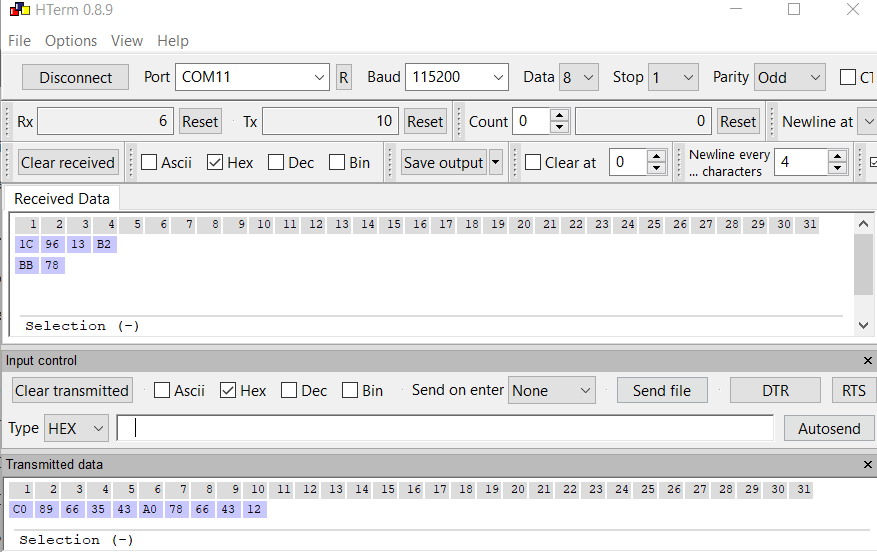 HTerm 0.8.9
File Options View Help
Disconnect Port COM11 R Baud 115200 Data 8 Stop 1 Parity Odd CT
Rx 6 Reset Tx 10 Reset Count 0 0 Reset Newline at
Clear received Ascii Hex Dec Bin Save output Clear at 0 Newline every ... characters 4
Received Data
1 2 3 4 5 6 7 8 9 10 11 12 13 14 15 16 17 18 19 20 21 22 23 24 25 26 27 28 29 30 31
1C 96 13 B2
BB 78
Selection (-)
Input control ×
Clear transmitted Ascii Hex Dec Bin Send on enter None Send file DTR RTS
Type HEX Autosend
Transmitted data ×
1 2 3 4 5 6 7 8 9 10 11 12 13 14 15 16 17 18 19 20 21 22 23 24 25 26 27 28 29 30 31
C0 89 66 35 43 A0 78 66 43 12
Selection (-)